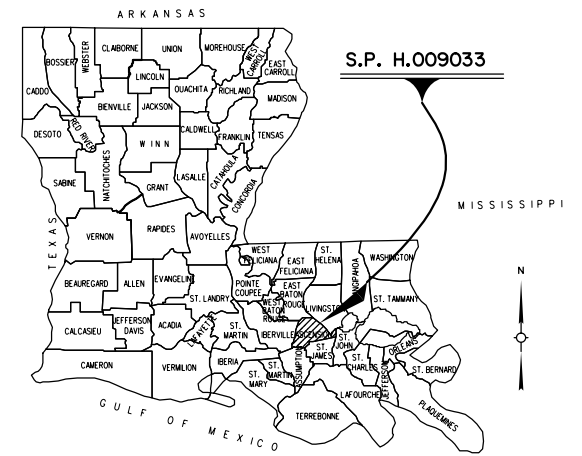 ARKANSAS
S.P. H.009033
CLAIBORNE
UNION
MOREHOUSE
WEST CARROLL
EAST CARROLL
BOSSIER
WEBSTER
LINCOLN
CADDO
OUACHITA
RICHLAND
MADISON
BIENVILLE
JACKSON
CALDWELL
FRANKLIN
TENSAS
DESOTO
RED RIVER
WINN
NATCHITOCHES
CATAHOULA
SABINE
LASALLE
GRANT
CONCORDIA
MISSISSIPPI
TEXAS
VERNON
RAPIDES
AVOYELLES
WEST FELICIANA
EAST FELICIANA
ST. HELENA
WASHINGTON
TANGIPAHOA
N
BEAUREGARD
ALLEN
EVANGELINE
ST. LANDRY
POINTE COUPEE
WEST BATON ROUGE
EAST BATON ROUGE
LIVINGSTON
ST. TAMMANY
CALCASIEU
JEFFERSON DAVIS
ACADIA
LAFAYETTE
ST. MARTIN
IBERVILLE
ASCENSION
ST. JAMES
ST. JOHN
ORLEANS
CAMERON
VERMILION
IBERIA
ST. MARTIN
ST. MARY
ASSUMPTION
ST. CHARLES
JEFFERSON
ST. BERNARD
LAFOURCHE
PLAQUEMINES
TERREBONNE
GULF OF MEXICO